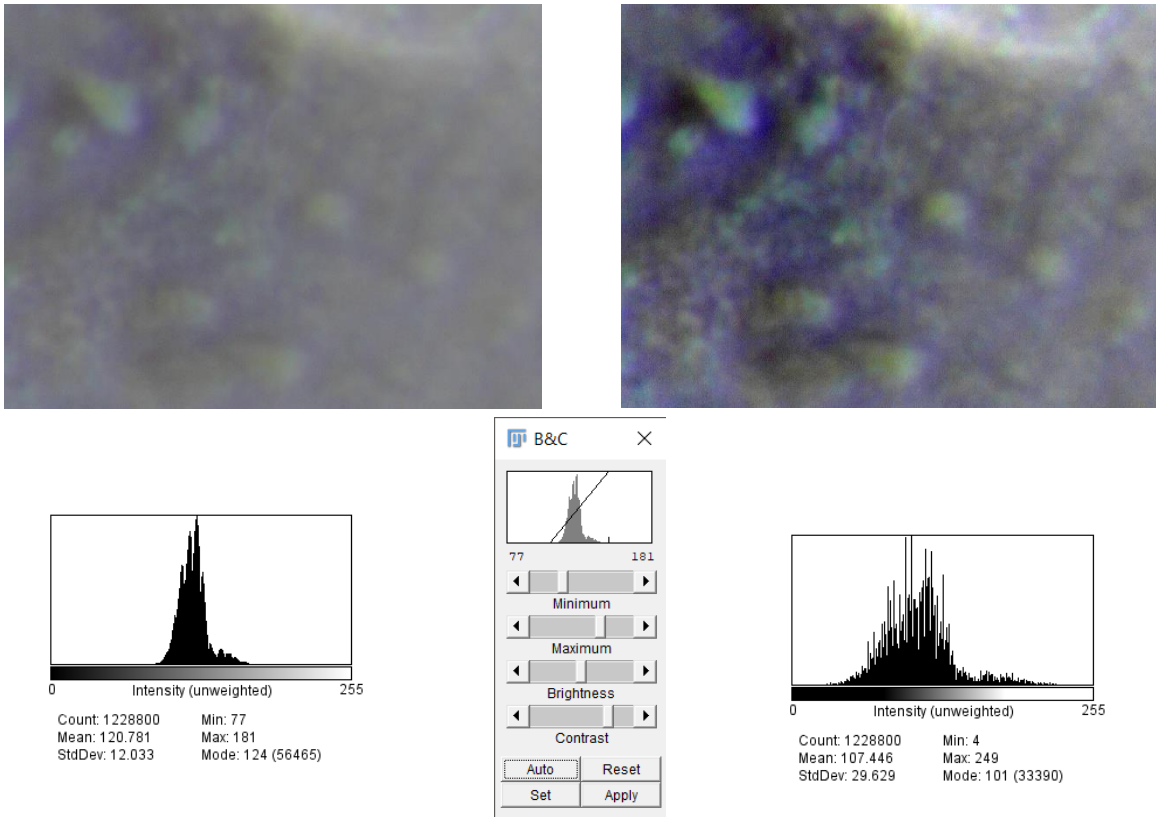 B&C
77 181
Minimum
Maximum
Brightness
Contrast
Auto Reset
Set Apply
0 Intensity (unweighted) 255
Count: 1228800 Min: 77
Mean: 120.781 Max: 181
StdDev: 12.033 Mode: 124 (56465)
0 Intensity (unweighted) 255
Count: 1228800 Min: 4
Mean: 107.446 Max: 249
StdDev: 29.629 Mode: 101 (33390)